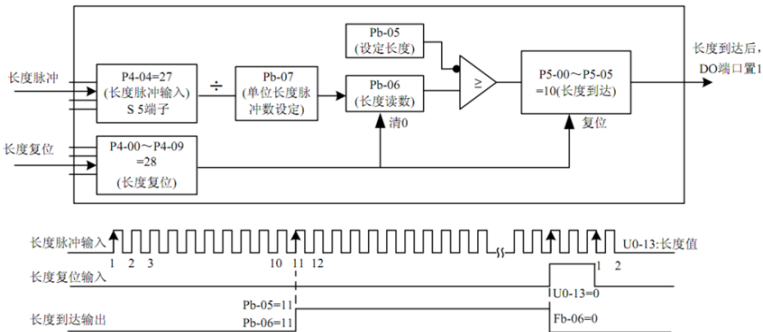 长度脉冲
P4-04=27
(长度脉冲输入)
S 5端子
÷
Pb-07
(单位长度脉
冲数设定)
Pb-05
(设定长度)
Pb-06
(长度读数)
≥
P5-00～P5-05
=10(长度到达)
长度到达后，
DO端口置1
清0
复位
长度复位
P4-00～P4-09
=28
(长度复位)
长度脉冲输入
1 2 3 10 11 12 1 2
U0-13:长度值
长度复位输入
U0-13=0
Pb-05=11
长度到达输出
Pb-06=11
Fb-06=0